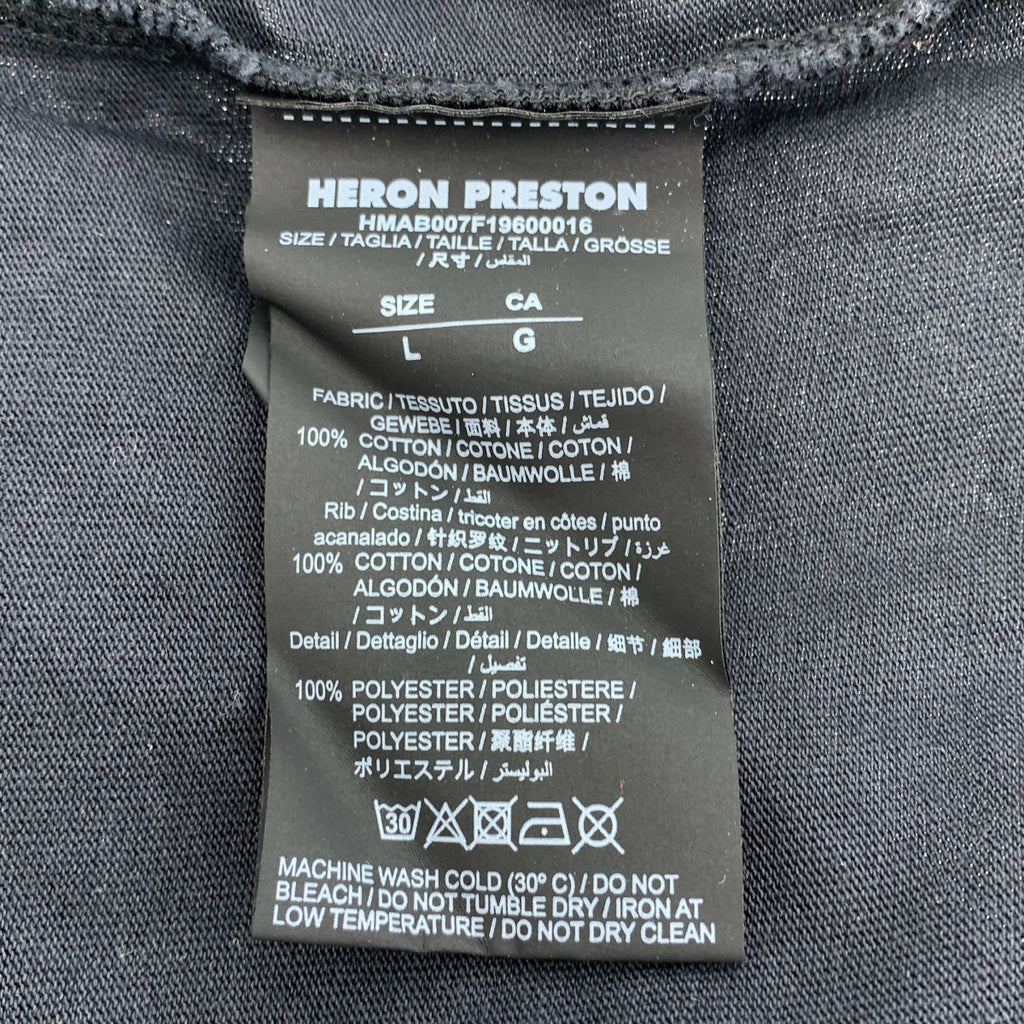 HERON PRESTON
HMAB007F19600016
SIZE / TAGLIA / TAILLE / TALLA / GRÖSSE
/ 尺寸 / المقاس
SIZE CA
L G
FABRIC / TESSUTO / TISSUS / TEJIDO /
GEWEBE / 面料 / 本体 / قماش
100% COTTON / COTONE / COTON /
ALGODÓN / BAUMWOLLE / 棉
/ コットン / القط
Rib / Costina / tricoter en côtes / punto
acanalado / 针织罗纹 / ニットリブ / غرزة
100% COTTON / COTONE / COTON /
ALGODÓN / BAUMWOLLE / 棉
/ コットン / القط
Detail / Dettaglio / Détail / Detalle / 细节 / 細部
/ تفصيل
100% POLYESTER / POLIESTERE /
POLYESTER / POLIÉSTER /
POLYESTER / 聚酯纤维 /
ポリエステル / البوليستر
30
MACHINE WASH COLD (30º C) / DO NOT
BLEACH / DO NOT TUMBLE DRY / IRON AT
LOW TEMPERATURE / DO NOT DRY CLEAN